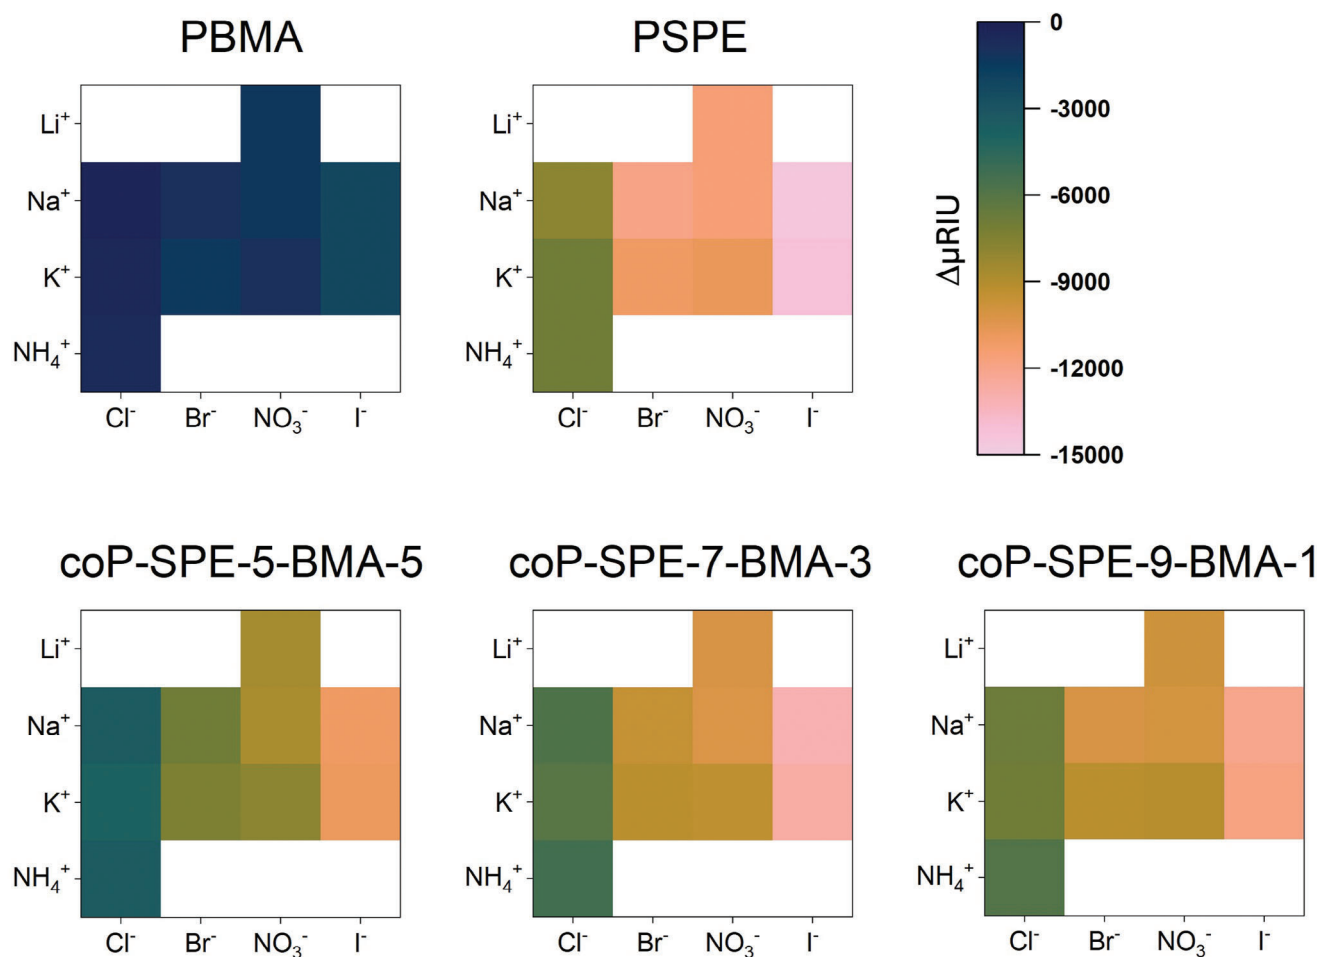 PBMA
Li⁺
Na⁺
K⁺
NH₄⁺
Cl⁻ Br⁻ NO₃⁻ I⁻
PSPE
Li⁺
Na⁺
K⁺
NH₄⁺
Cl⁻ Br⁻ NO₃⁻ I⁻
0
-3000
-6000
-9000
-12000
-15000
ΔμRIU
coP-SPE-5-BMA-5
Li⁺
Na⁺
K⁺
NH₄⁺
Cl⁻ Br⁻ NO₃⁻ I⁻
coP-SPE-7-BMA-3
Li⁺
Na⁺
K⁺
NH₄⁺
Cl⁻ Br⁻ NO₃⁻ I⁻
coP-SPE-9-BMA-1
Li⁺
Na⁺
K⁺
NH₄⁺
Cl⁻ Br⁻ NO₃⁻ I⁻